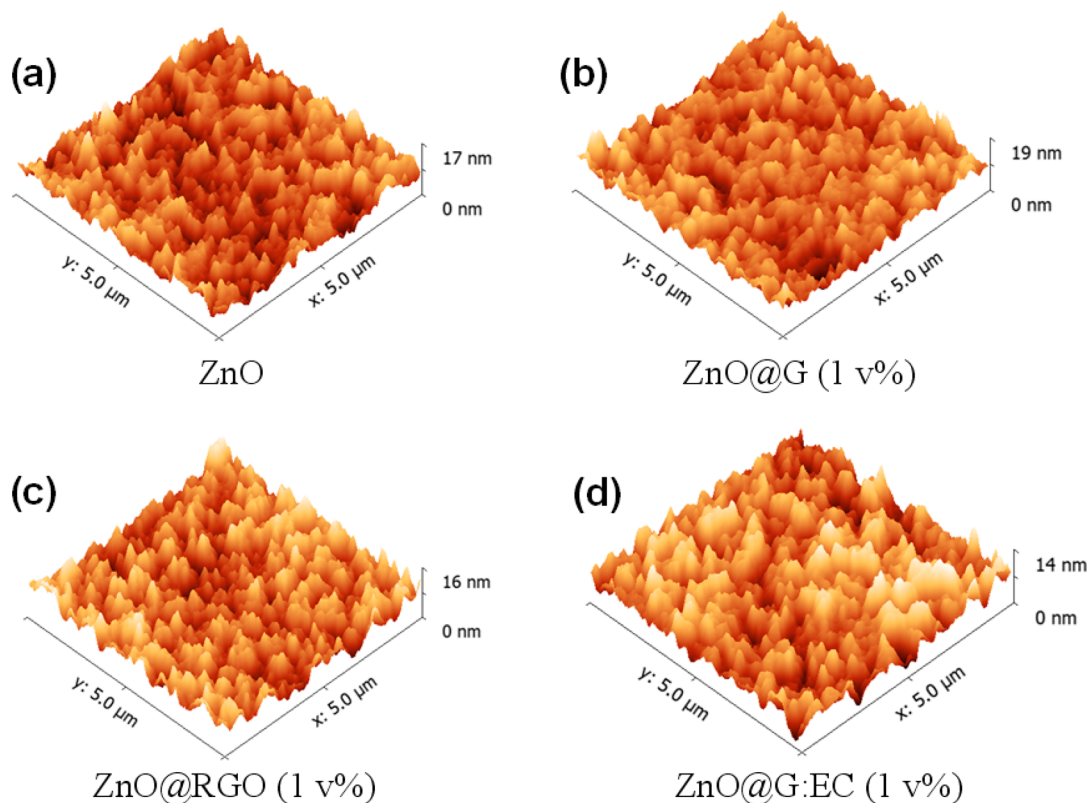 (a)
17 nm
0 nm
y: 5.0 µm
x: 5.0 µm
ZnO
(b)
19 nm
0 nm
y: 5.0 µm
x: 5.0 µm
ZnO@G (1 v%)
(c)
16 nm
0 nm
y: 5.0 µm
x: 5.0 µm
ZnO@RGO (1 v%)
(d)
14 nm
0 nm
y: 5.0 µm
x: 5.0 µm
ZnO@G:EC (1 v%)